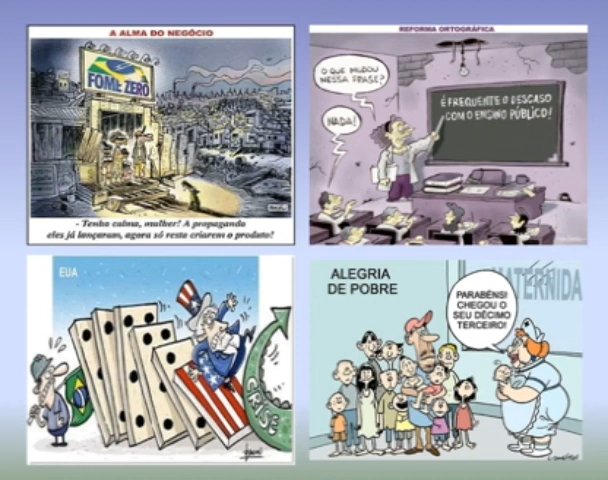 A ALMA DO NEGÓCIO
FOME ZERO
- Tenha calma, mulher! A propaganda
eles já lançaram, agora só resta criarem o produto!
REFORMA ORTOGRÁFICA
O QUE MUDOU
NESSA FRASE?
NADA!
É FREQUENTE O DESCASO
COM O ENSINO PÚBLICO!
EUA
CRISE
ALEGRIA
DE POBRE
MATERNIDA
PARABÉNS!
CHEGOU O
SEU DÉCIMO
TERCEIRO!